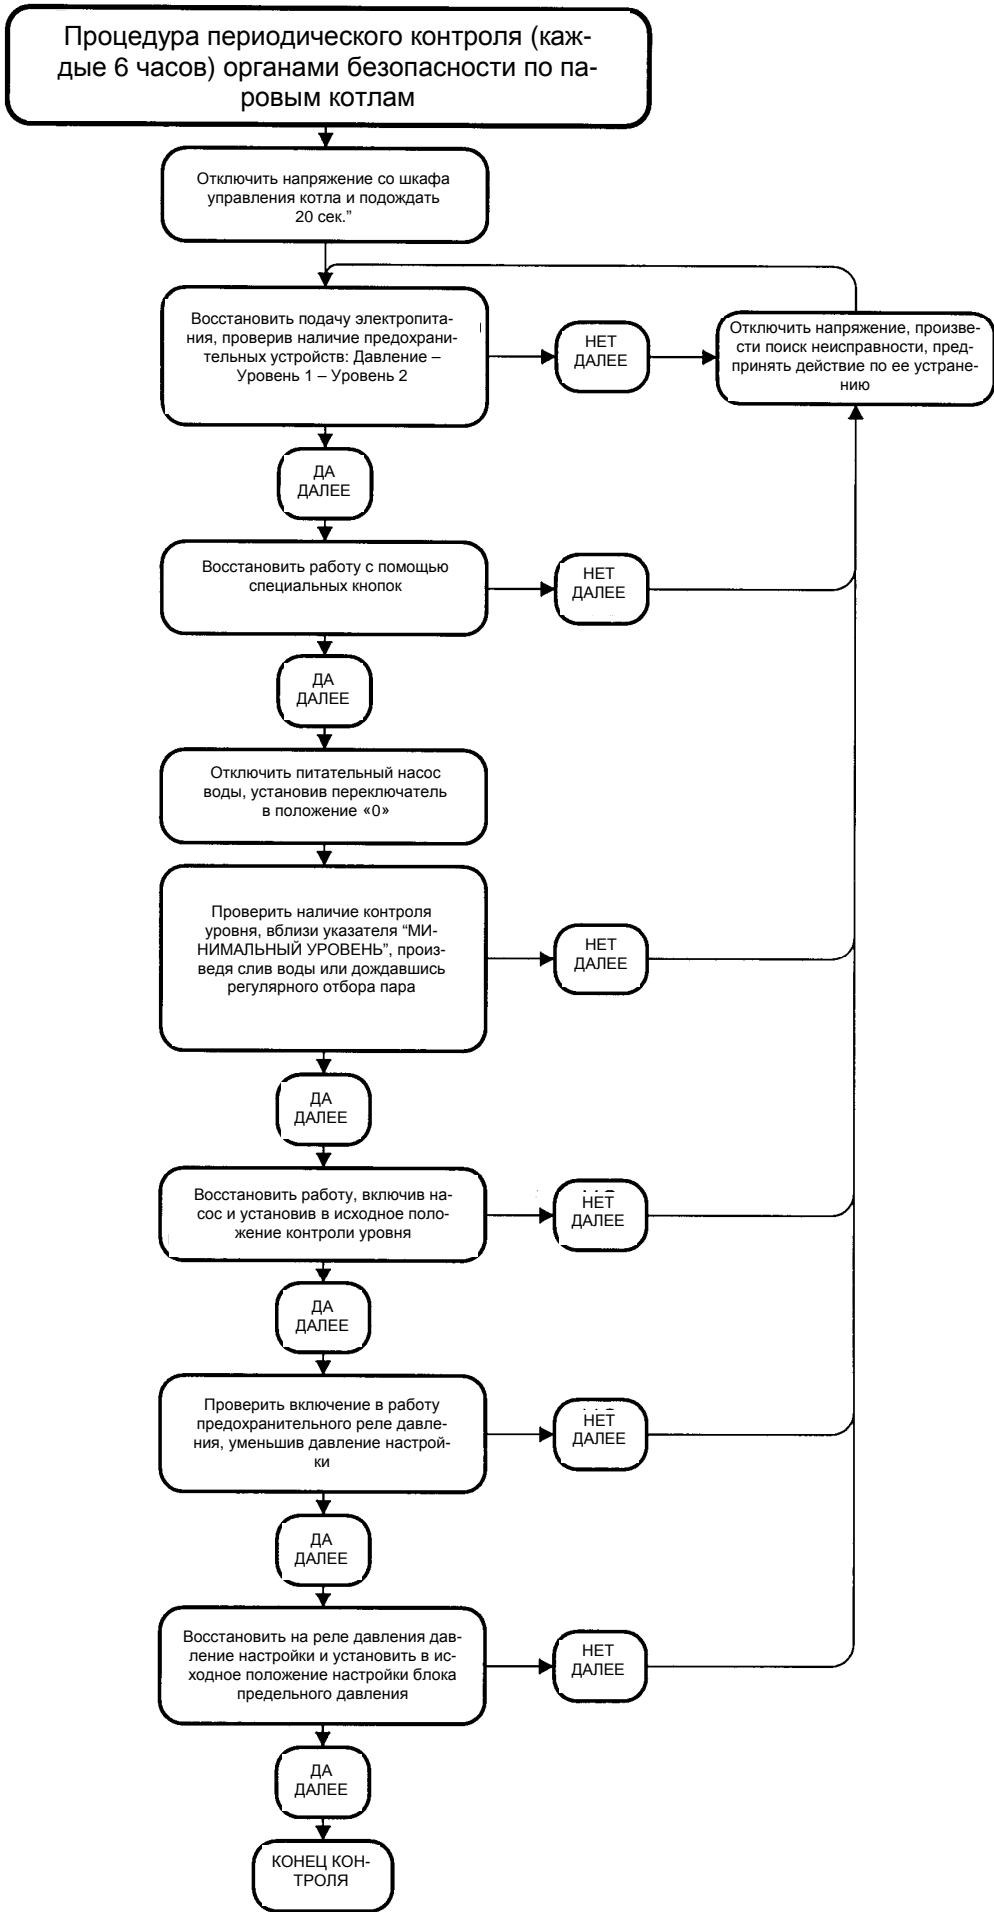 Процедура периодического контроля (каж-
дые 6 часов) органами безопасности по па-
ровым котлам
Отключить напряжение со шкафа
управления котла и подождать
20 сек.”
Восстановить подачу электропита-
ния, проверив наличие предохрани-
тельных устройств: Давление –
Уровень 1 – Уровень 2
НЕТ
ДАЛЕЕ
Отключить напряжение, произве-
сти поиск неисправности, пред-
принять действие по ее устране-
нию
ДА
ДАЛЕЕ
Восстановить работу с помощью
специальных кнопок
НЕТ
ДАЛЕЕ
ДА
ДАЛЕЕ
Отключить питательный насос
воды, установив переключатель
в положение «0»
Проверить наличие контроля
уровня, вблизи указателя “МИ-
НИМАЛЬНЫЙ УРОВЕНЬ”, произ-
ведя слив воды или дождавшись
регулярного отбора пара
НЕТ
ДАЛЕЕ
ДА
ДАЛЕЕ
Восстановить работу, включив на-
сос и установив в исходное поло-
жение контроли уровня
НЕТ
ДАЛЕЕ
ДА
ДАЛЕЕ
Проверить включение в работу
предохранительного реле давле-
ния, уменьшив давление настрой-
ки
НЕТ
ДАЛЕЕ
ДА
ДАЛЕЕ
Восстановить на реле давления дав-
ление настройки и установить в ис-
ходное положение настройки блока
предельного давления
НЕТ
ДАЛЕЕ
ДА
ДАЛЕЕ
КОНЕЦ КОН-
ТРОЛЯ